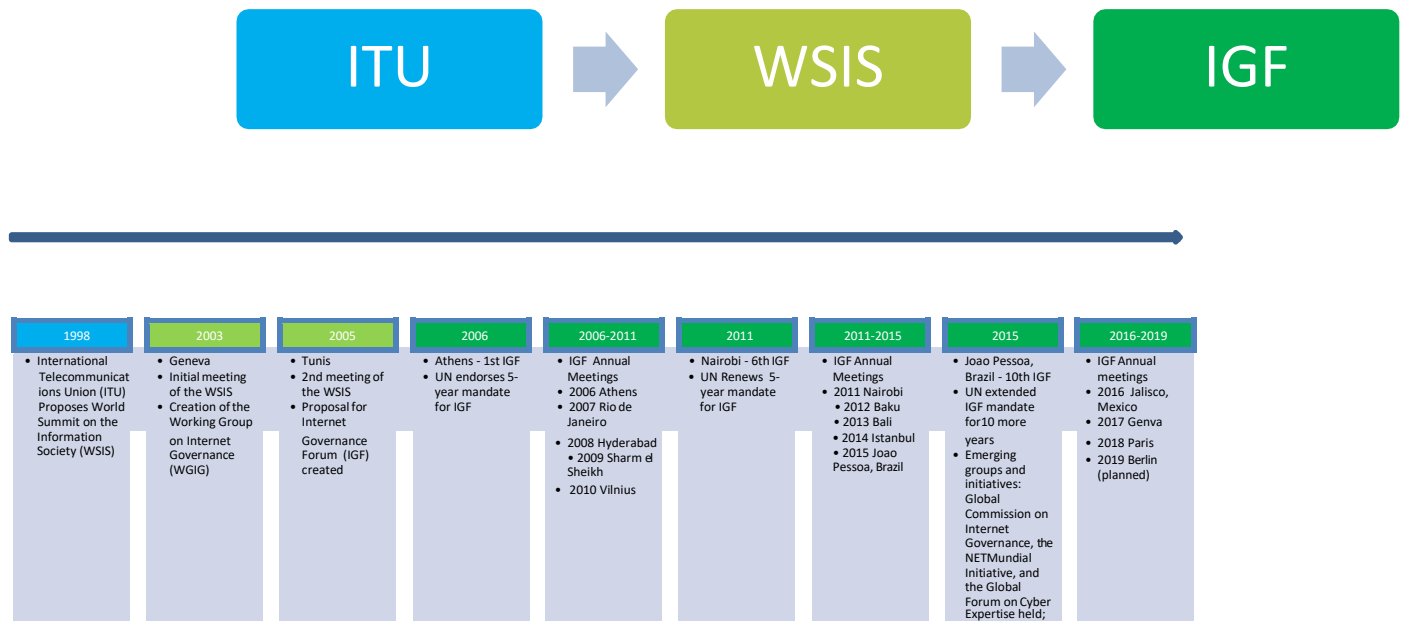 ITU
WSIS
IGF
1998
• International
Telecommunicat
ions Union (ITU)
Proposes World
Summit on the
Information
Society (WSIS)
2003
• Geneva
• Initial meeting
of the WSIS
• Creation of the
Working Group
on Internet
Governance
(WGIG)
2005
• Tunis
• 2nd meeting of
the WSIS
• Proposal for
Internet
Governance
Forum (IGF)
created
2006
• Athens - 1st IGF
• UN endorses 5-
year mandate
for IGF
2006-2011
• IGF Annual
Meetings
• 2006 Athens
• 2007 Rio de
Janeiro
• 2008 Hyderabad
• 2009 Sharm el
Sheikh
• 2010 Vilnius
2011
• Nairobi - 6th IGF
• UN Renews 5-
year mandate
for IGF
2011-2015
• IGF Annual
Meetings
• 2011 Nairobi
• 2012 Baku
• 2013 Bali
• 2014 Istanbul
• 2015 Joao
Pessoa, Brazil
2015
• Joao Pessoa,
Brazil - 10th IGF
• UN extended
IGF mandate
for10 more
years
• Emerging
groups and
initiatives:
Global
Commission on
Internet
Governance, the
NETMundial
Initiative, and
the Global
Forum on Cyber
Expertise held;
2016-2019
• IGF Annual
meetings
• 2016 Jalisco,
Mexico
• 2017 Genva
• 2018 Paris
• 2019 Berlin
(planned)